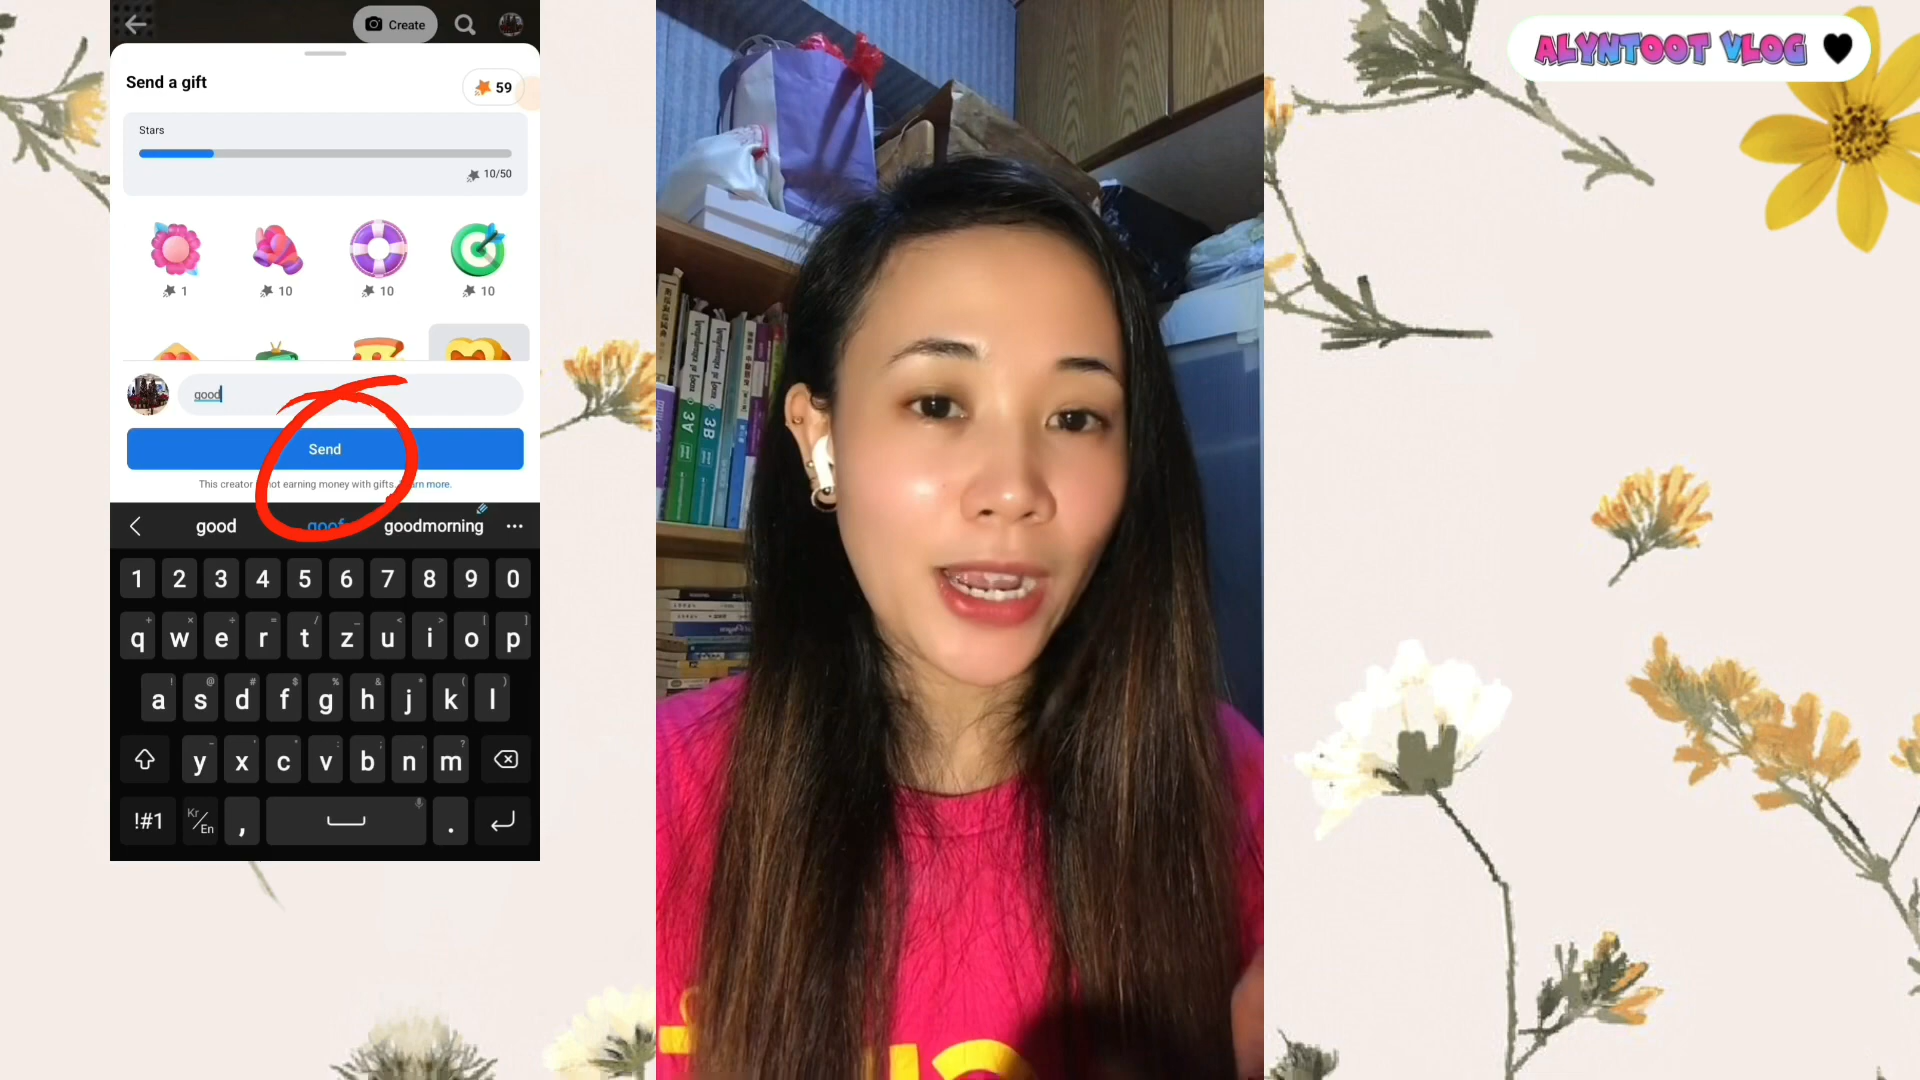 Create
Send a gift
59
Stars
10/50
1
10
10
10
good
Send
This creator
ot earning money with gifts.
rn more.
good
goodmorning
1 2 3 4 5 6 7 8 9 0
q w e r t z u i o p
a s d f g h j k l
y x c v b n m
!#1 Kr/En , .
ALYNTOOT VLOG
3A
3B